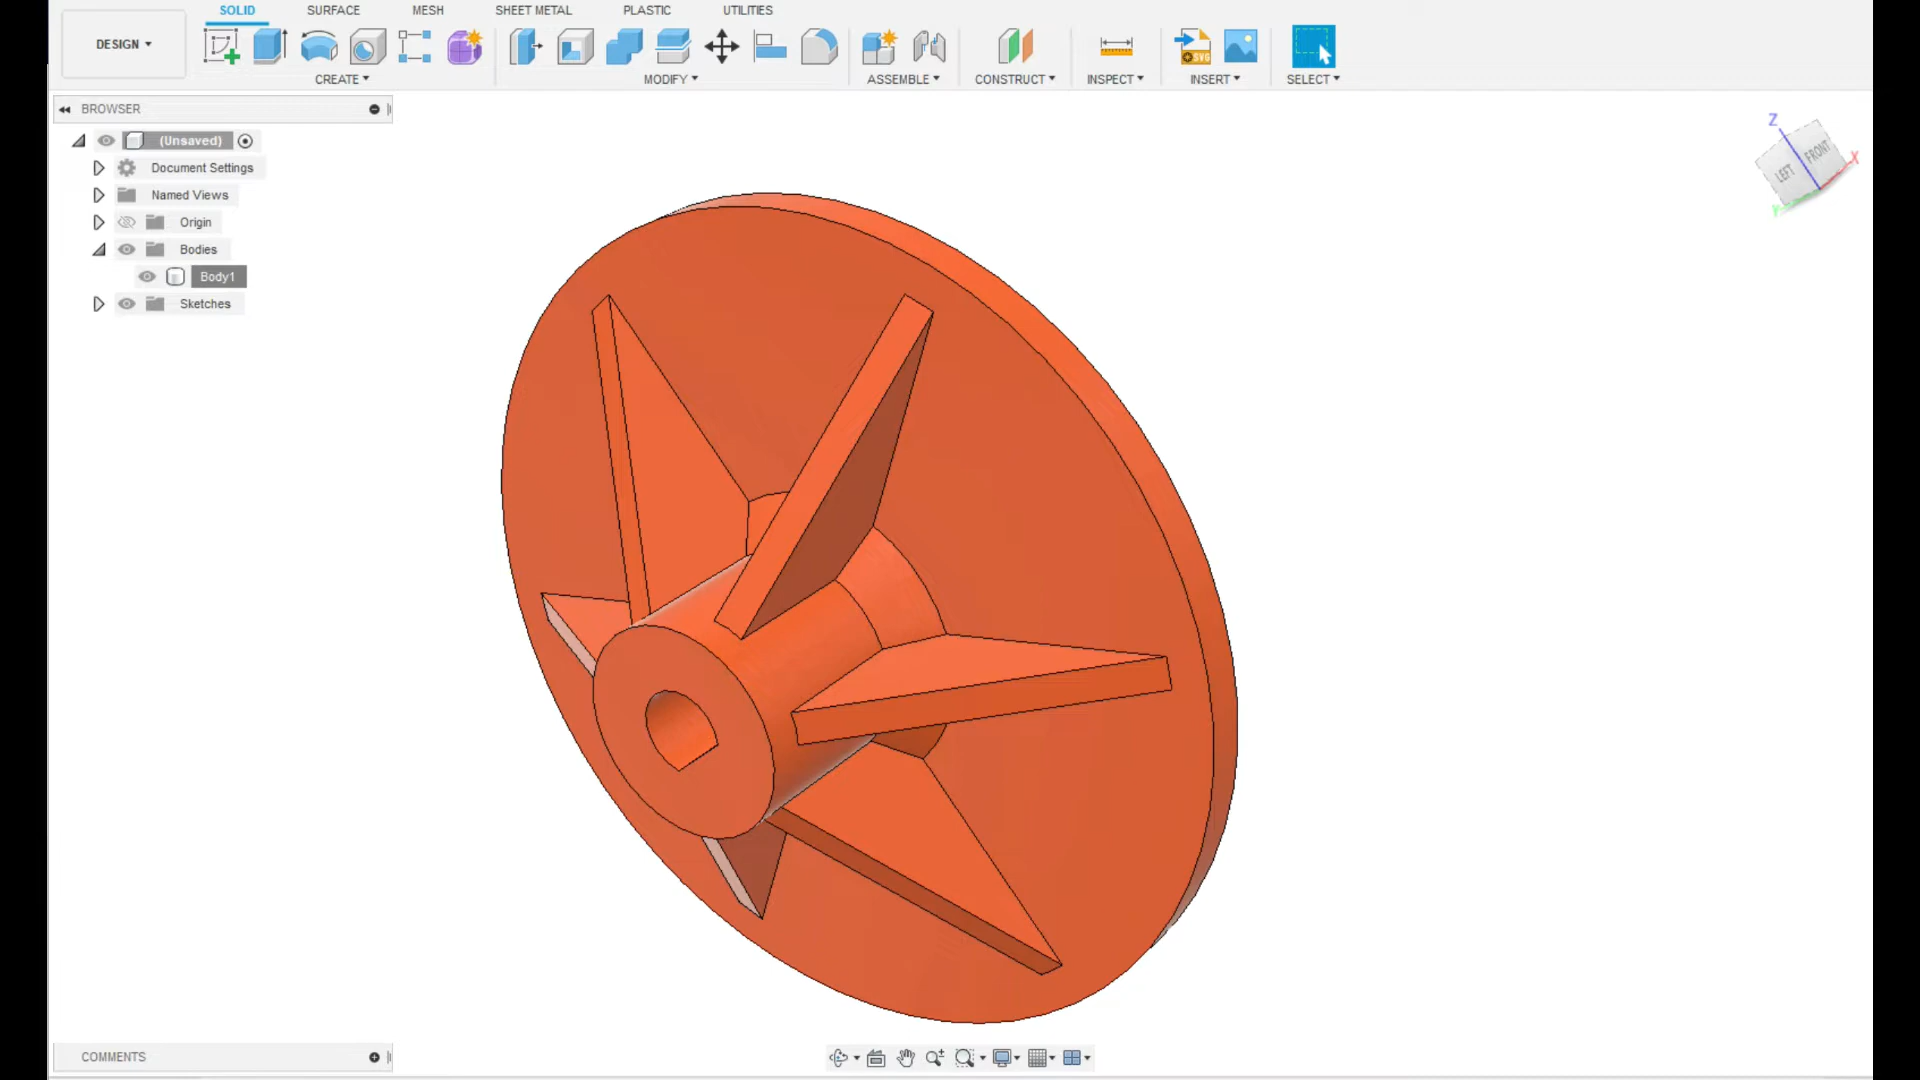 SOLID SURFACE MESH SHEET METAL PLASTIC UTILITIES
DESIGN
CREATE MODIFY ASSEMBLE CONSTRUCT INSPECT INSERT SELECT
SVG
BROWSER
(Unsaved)
Document Settings
Named Views
Origin
Bodies
Body1
Sketches
Z
LEFT FRONT X
Y
COMMENTS